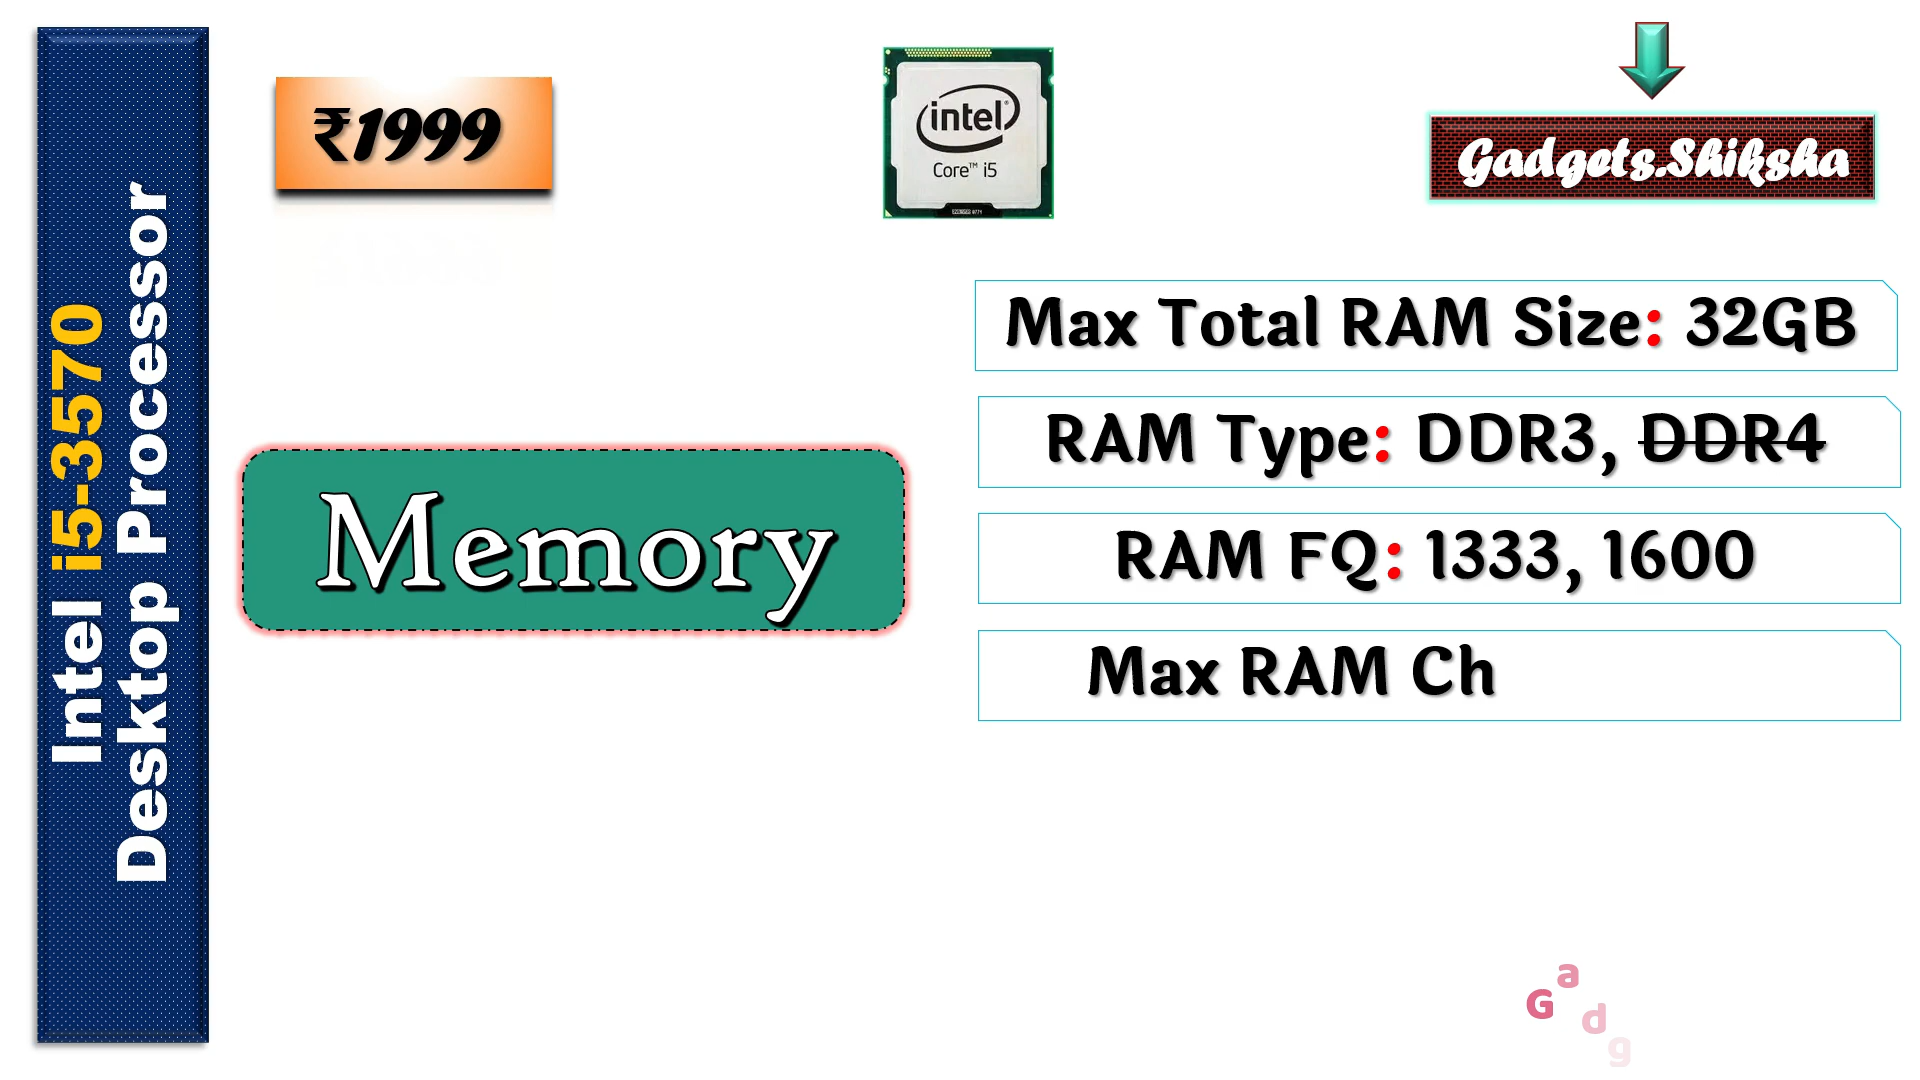 Intel i5-3570
Desktop Processor
₹1999
intel
Core™ i5
Gadgets.Shiksha
Memory
Max Total RAM Size: 32GB
RAM Type: DDR3, DDR4
RAM FQ: 1333, 1600
Max RAM Ch
Gadg